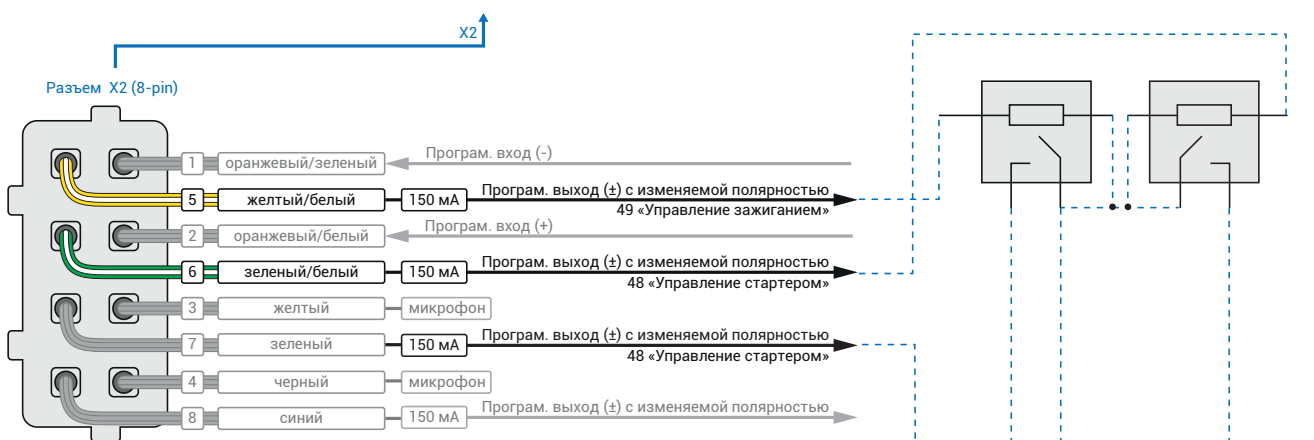 X2
Разъем X2 (8-pin)
1 оранжевый/зеленый Програм. вход (-)
5 желтый/белый 150 мА Програм. выход (±) с изменяемой полярностью
49 «Управление зажиганием»
2 оранжевый/белый Програм. вход (+)
6 зеленый/белый 150 мА Програм. выход (±) с изменяемой полярностью
48 «Управление стартером»
3 желтый микрофон
7 зеленый 150 мА Програм. выход (±) с изменяемой полярностью
48 «Управление стартером»
4 черный микрофон
8 синий 150 мА Програм. выход (±) с изменяемой полярностью